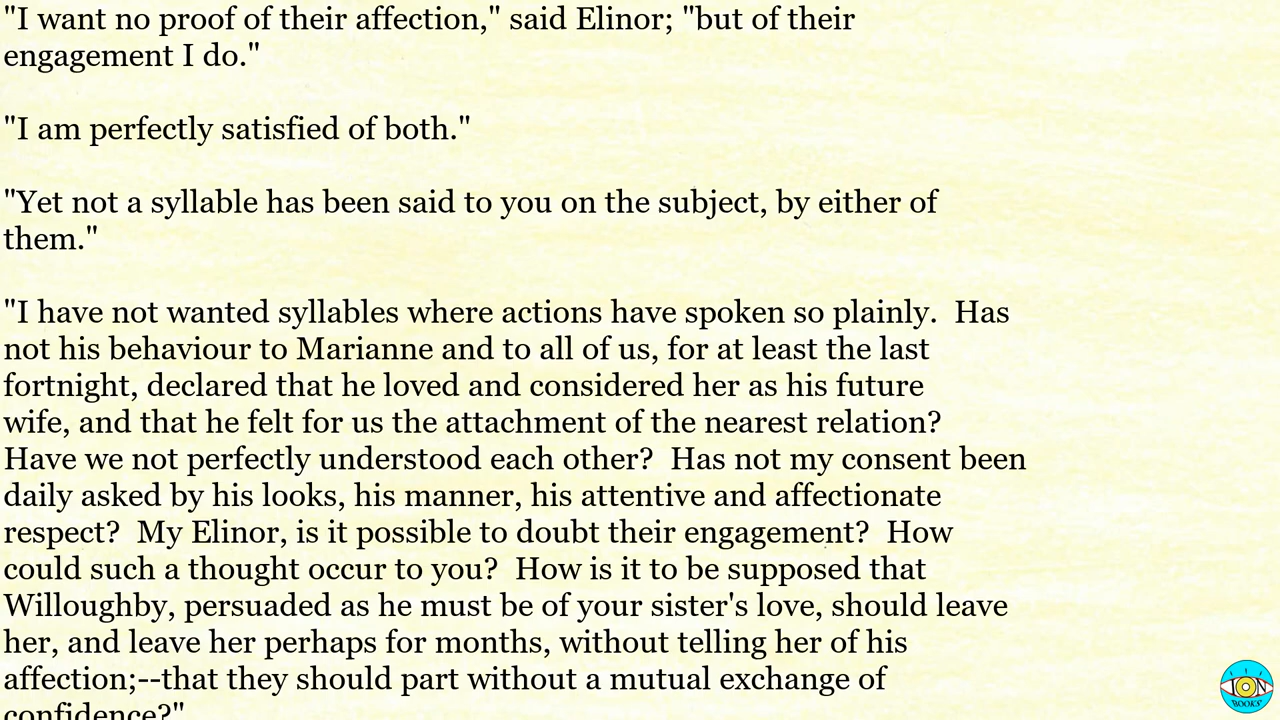 "I want no proof of their affection," said Elinor; "but of their
engagement I do."
"I am perfectly satisfied of both."
"Yet not a syllable has been said to you on the subject, by either of
them."
"I have not wanted syllables where actions have spoken so plainly.  Has
not his behaviour to Marianne and to all of us, for at least the last
fortnight, declared that he loved and considered her as his future
wife, and that he felt for us the attachment of the nearest relation?
Have we not perfectly understood each other?  Has not my consent been
daily asked by his looks, his manner, his attentive and affectionate
respect?  My Elinor, is it possible to doubt their engagement?  How
could such a thought occur to you?  How is it to be supposed that
Willoughby, persuaded as he must be of your sister's love, should leave
her, and leave her perhaps for months, without telling her of his
affection;--that they should part without a mutual exchange of
confidence?"
ION
BOOKS